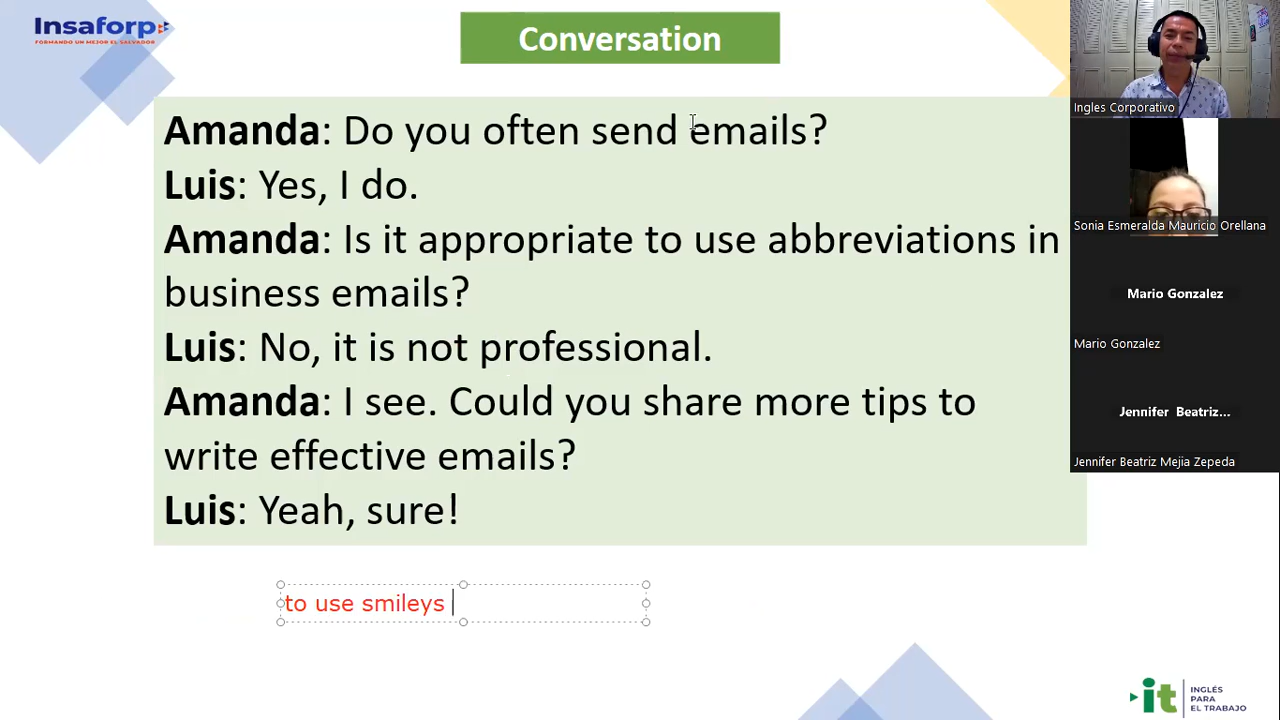 Insaforp
FORMANDO UN MEJOR EL SALVADOR
Conversation
Amanda: Do you often send emails?
Luis: Yes, I do.
Amanda: Is it appropriate to use abbreviations in
business emails?
Luis: No, it is not professional.
Amanda: I see. Could you share more tips to
write effective emails?
Luis: Yeah, sure!
to use smileys
Ingles Corporativo
Sonia Esmeralda Mauricio Orellana
Mario Gonzalez
Mario Gonzalez
Jennifer Beatriz...
Jennifer Beatriz Mejia Zepeda
it
INGLÉS
PARA
EL TRABAJO